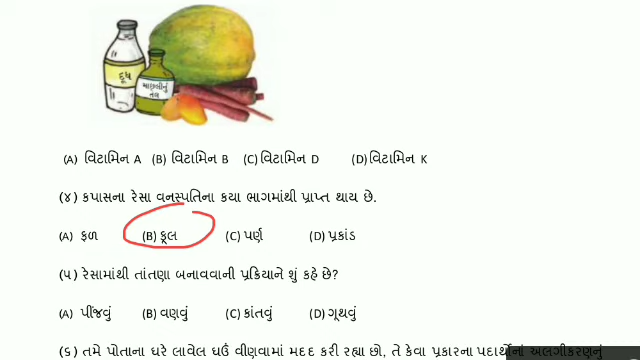 દૂધ
માછલીનું
તેલ
(A) વિટામિન A (B) વિટામિન B (C) વિટામિન D (D) વિટામિન K
(૪) કપાસના રેસા વનસ્પતિના કયા ભાગમાંથી પ્રાપ્ત થાય છે.
(A) ફળ (B) ફૂલ (C) પર્ણ (D) પ્રકાંડ
(૫) રેસામાંથી તાંતણા બનાવવાની પ્રક્રિયાને શું કહે છે?
(A) પીંજવું (B) વણવું (C) કાંતવું (D) ગૂથવું
(૬) તમે પોતાના ઘરે લાવેલ ઘઉં વીણવામાં મદદ કરી રહ્યા છો, તે કેવા પ્રકારના પદાર્થોનાં અલગીકરણનું